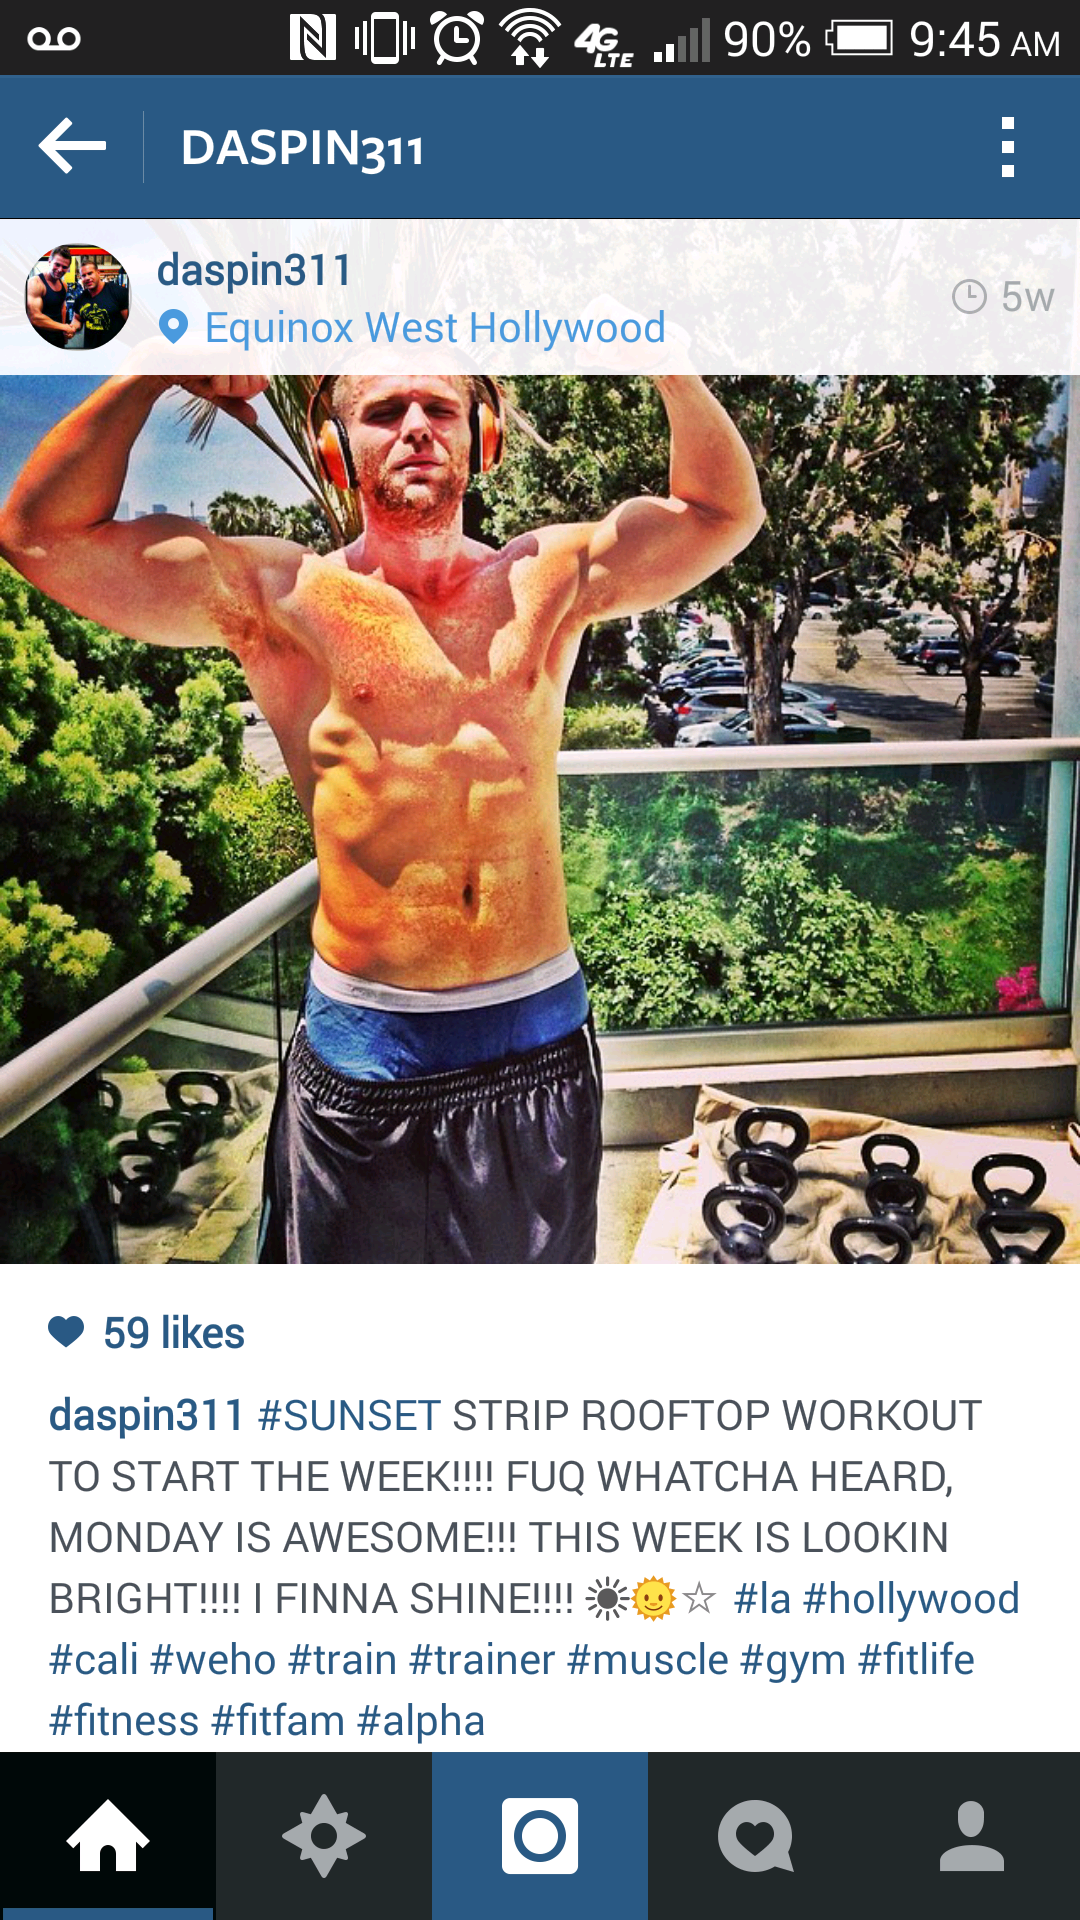 4G LTE 90% 9:45 AM
DASPIN311
daspin311
Equinox West Hollywood
5w
59 likes
daspin311 #SUNSET STRIP ROOFTOP WORKOUT
TO START THE WEEK!!!! FUQ WHATCHA HEARD,
MONDAY IS AWESOME!!! THIS WEEK IS LOOKIN
BRIGHT!!!! I FINNA SHINE!!!! ☀🌞☆ #la #hollywood
#cali #weho #train #trainer #muscle #gym #fitlife
#fitness #fitfam #alpha